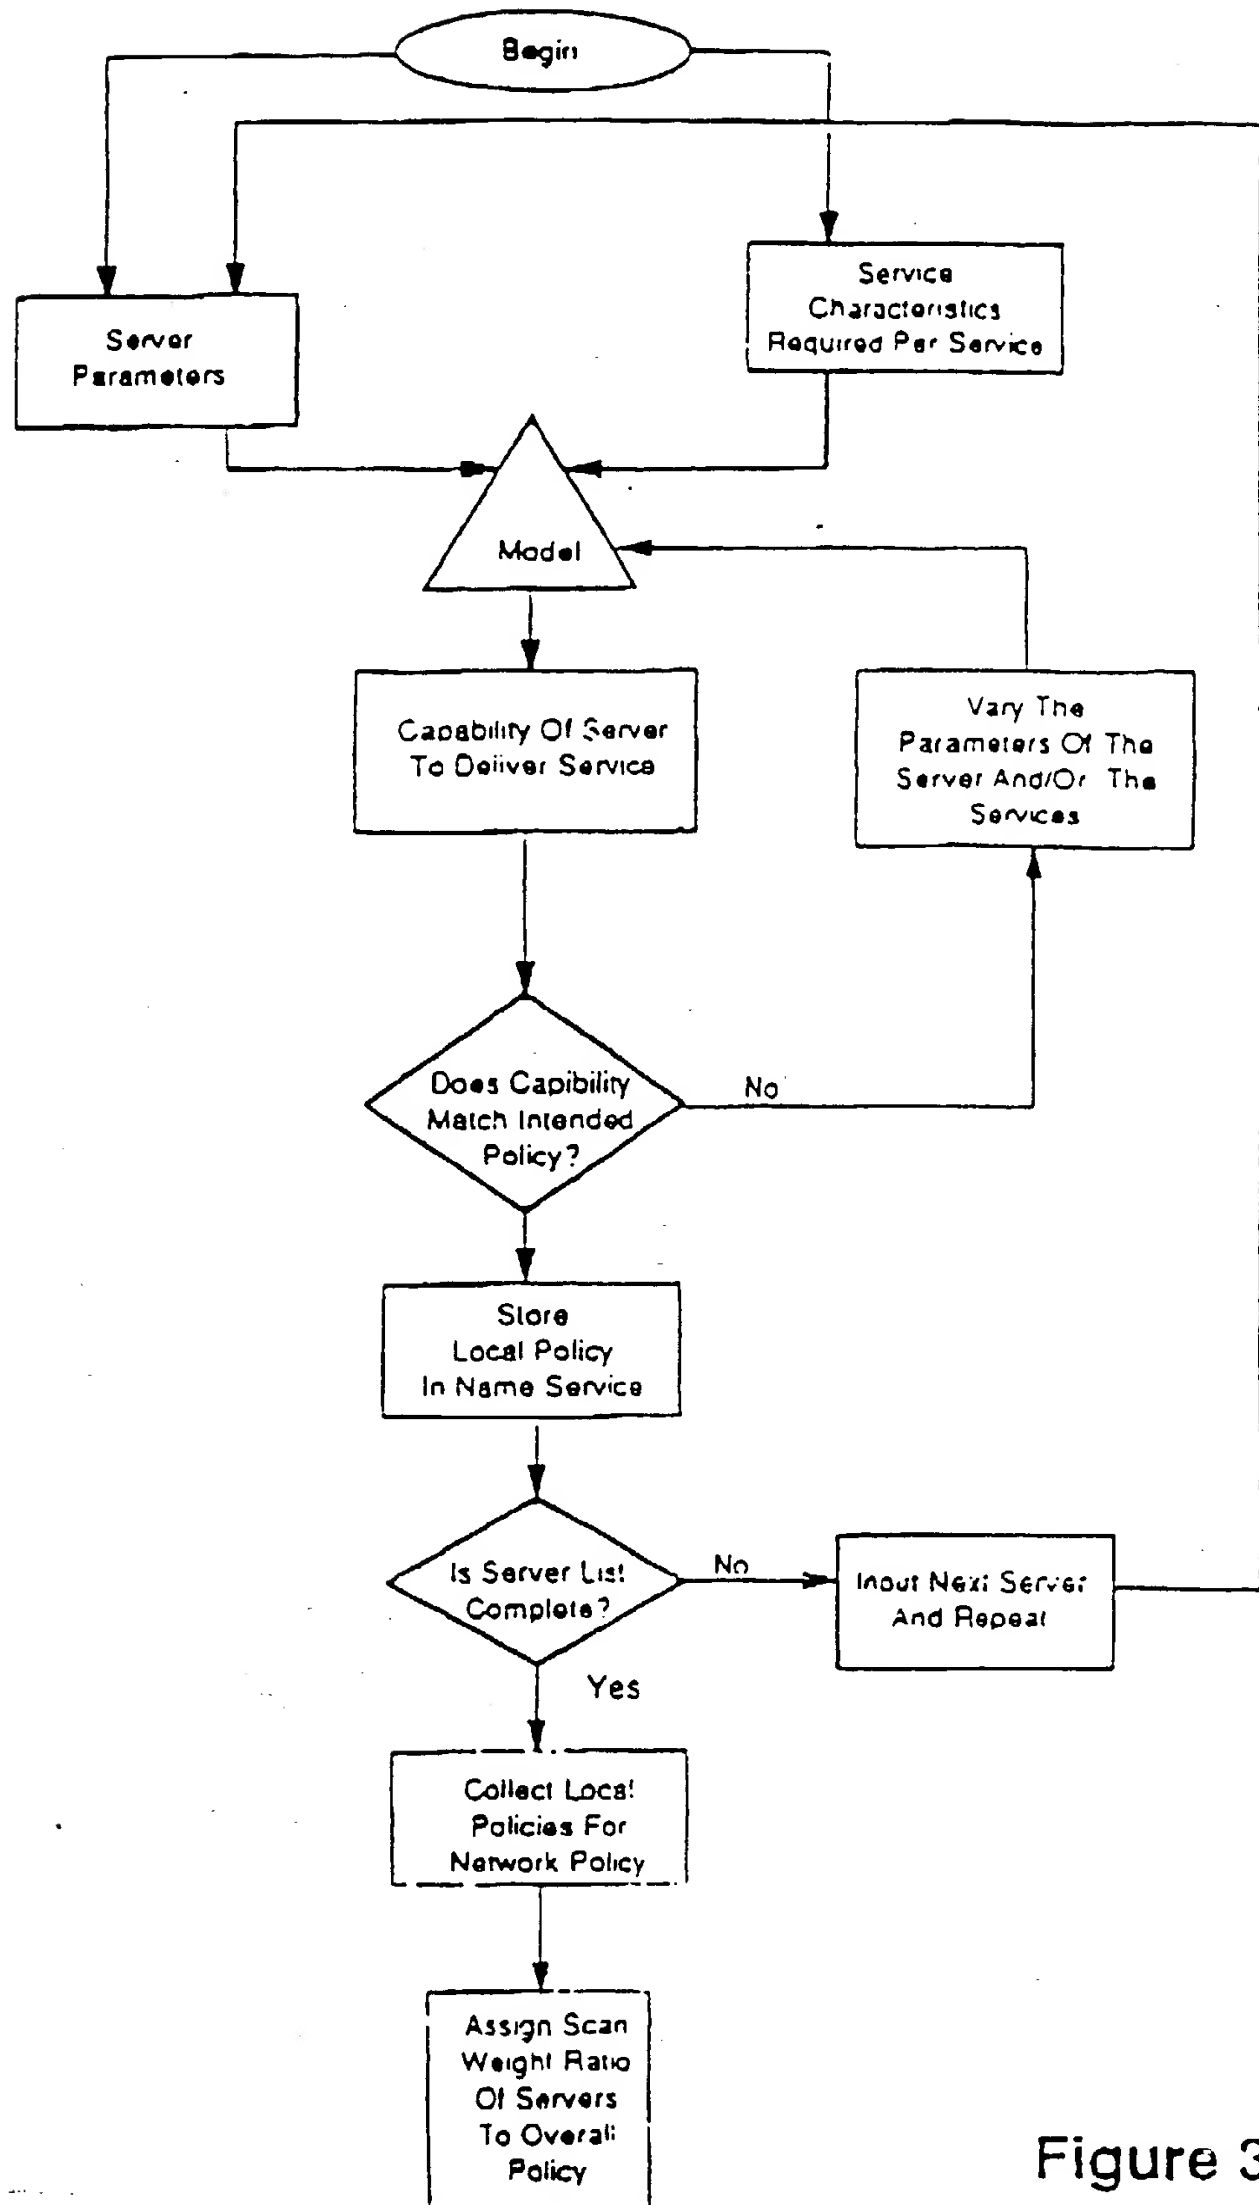 Begin
Service
Characteristics
Required Per Service
Server
Parameters
Model
Capability Of Server
To Deliver Service
Vary The
Parameters Of The
Server And/Or The
Services
Does Capibility
Match Intended
Policy?
No
Store
Local Policy
In Name Service
Is Server List
Complete?
No
Input Next Server
And Repeat
Yes
Collect Local
Policies For
Network Policy
Assign Scan
Weight Ratio
Of Servers
To Overall
Policy
Figure 3